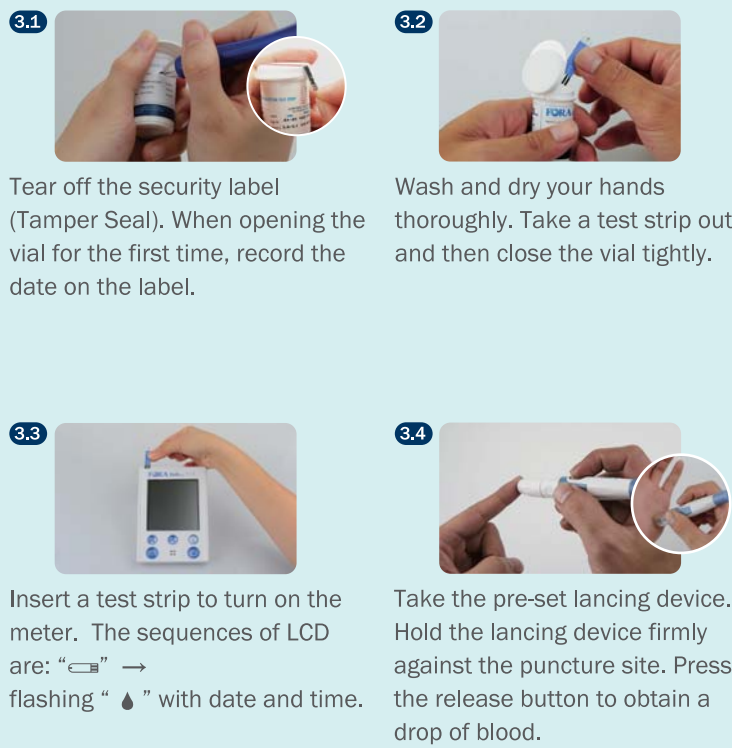 3.1
Tear off the security label
(Tamper Seal). When opening the
vial for the first time, record the
date on the label.
3.2
FORA
Wash and dry your hands
thoroughly. Take a test strip out
and then close the vial tightly.
3.3
FORA
Insert a test strip to turn on the
meter. The sequences of LCD
are: “ ” →
flashing “ ” with date and time.
3.4
Take the pre-set lancing device.
Hold the lancing device firmly
against the puncture site. Press
the release button to obtain a
drop of blood.